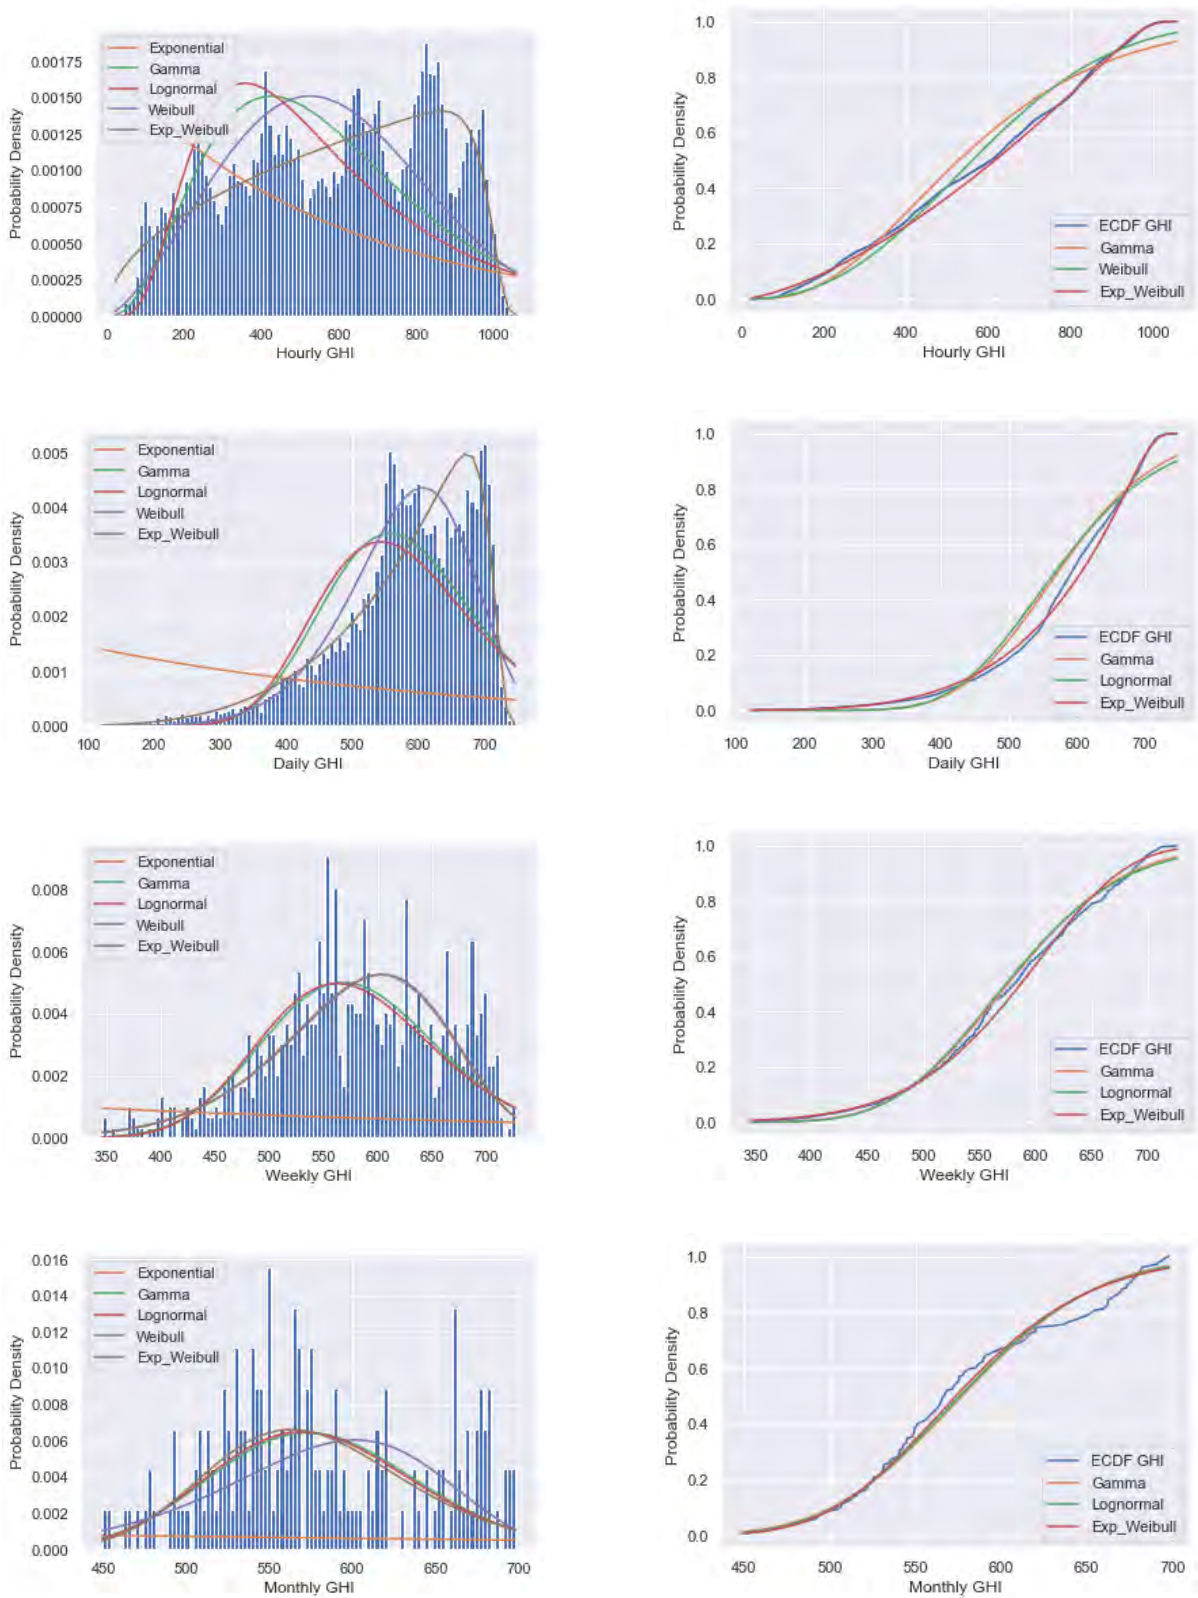 Exponential
Gamma
Lognormal
Weibull
Exp_Weibull
Probability Density
0.00175
0.00150
0.00125
0.00100
0.00075
0.00050
0.00025
0.00000
0 200 400 600 800 1000
Hourly GHI
Probability Density
1.0
0.8
0.6
0.4
0.2
0.0
ECDF GHI
Gamma
Weibull
Exp_Weibull
0 200 400 600 800 1000
Hourly GHI
Exponential
Gamma
Lognormal
Weibull
Exp_Weibull
Probability Density
0.005
0.004
0.003
0.002
0.001
0.000
100 200 300 400 500 600 700
Daily GHI
Probability Density
1.0
0.8
0.6
0.4
0.2
0.0
ECDF GHI
Gamma
Lognormal
Exp_Weibull
100 200 300 400 500 600 700
Daily GHI
Exponential
Gamma
Lognormal
Weibull
Exp_Weibull
Probability Density
0.008
0.006
0.004
0.002
0.000
350 400 450 500 550 600 650 700
Weekly GHI
Probability Density
1.0
0.8
0.6
0.4
0.2
0.0
ECDF GHI
Gamma
Lognormal
Exp_Weibull
350 400 450 500 550 600 650 700
Weekly GHI
Exponential
Gamma
Lognormal
Weibull
Exp_Weibull
Probability Density
0.016
0.014
0.012
0.010
0.008
0.006
0.004
0.002
0.000
450 500 550 600 650 700
Monthly GHI
Probability Density
1.0
0.8
0.6
0.4
0.2
0.0
ECDF GHI
Gamma
Lognormal
Exp_Weibull
450 500 550 600 650 700
Monthly GHI